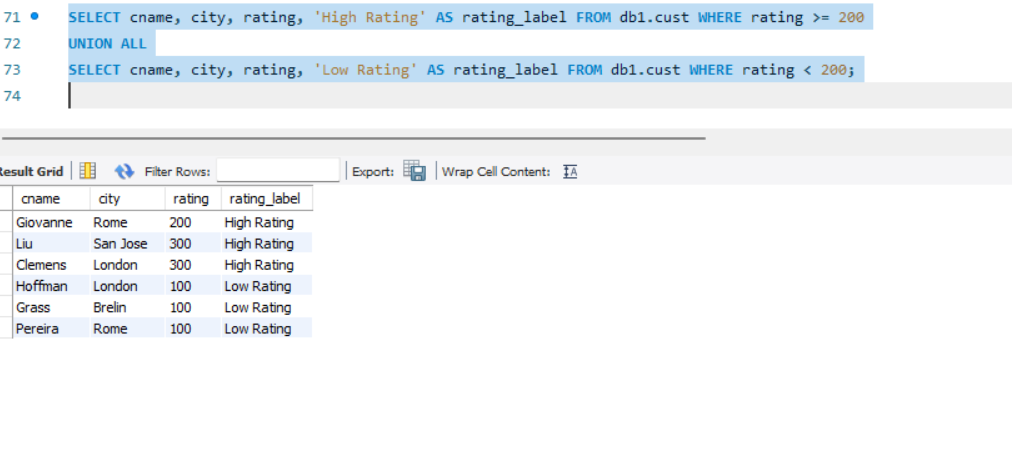 71 SELECT cname, city, rating, 'High Rating' AS rating_label FROM db1.cust WHERE rating >= 200
72 UNION ALL
73 SELECT cname, city, rating, 'Low Rating' AS rating_label FROM db1.cust WHERE rating < 200;
74
Result Grid Filter Rows: Export: Wrap Cell Content: IA
cname city rating rating_label
Giovanne Rome 200 High Rating
Liu San Jose 300 High Rating
Clemens London 300 High Rating
Hoffman London 100 Low Rating
Grass Brelin 100 Low Rating
Pereira Rome 100 Low Rating